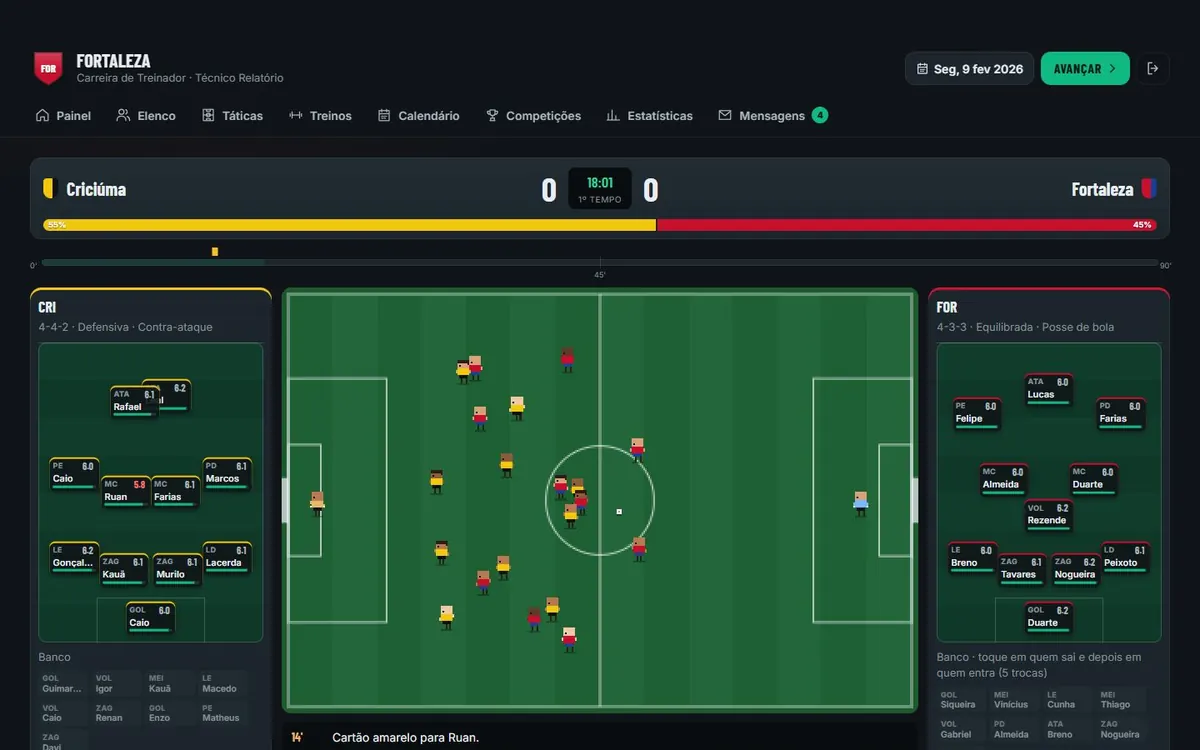 FOR
FORTALEZA
Carreira de Treinador · Técnico Relatório
Seg, 9 fev 2026
AVANÇAR
Painel
Elenco
Táticas
Treinos
Calendário
Competições
Estatísticas
Mensagens 4
Criciúma
0
18:01
1º TEMPO
0
Fortaleza
55%
45%
0'
45'
90'
CRI
4-4-2 · Defensiva · Contra-ataque
6.2
ATA 6.1
Rafael
PE 6.0
Caio
MC 5.8
Ruan
MC 6.1
Farias
PD 6.1
Marcos
LE 6.2
Gonçal...
ZAG 6.1
Kauã
ZAG 6.1
Murilo
LD 6.1
Lacerda
GOL 6.0
Caio
Banco
GOL
Guimar...
VOL
Igor
MEI
Kauã
LE
Macedo
VOL
Caio
ZAG
Renan
GOL
Enzo
PE
Matheus
ZAG
Davi
14'
Cartão amarelo para Ruan.
FOR
4-3-3 · Equilibrada · Posse de bola
ATA 6.0
Lucas
PE 6.0
Felipe
PD 6.0
Farias
MC 6.0
Almeida
MC 6.0
Duarte
VOL 6.2
Rezende
LE 6.0
Breno
ZAG 6.1
Tavares
ZAG 6.2
Nogueira
LD 6.1
Peixoto
GOL 6.2
Duarte
Banco · toque em quem sai e depois em
quem entra (5 trocas)
GOL
Siqueira
MEI
Vinícius
LE
Cunha
MEI
Thiago
VOL
Gabriel
PD
Almeida
ATA
Breno
ZAG
Nogueira